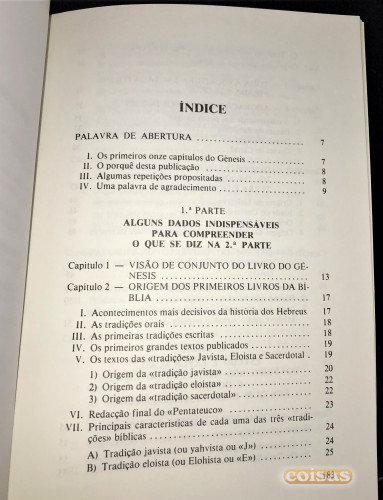 ÍNDICE
PALAVRA DE ABERTURA ........................ 7
I. Os primeiros onze capítulos do Génesis ............ 7
II. O porquê desta publicação ........................ 8
III. Algumas repetições propositadas .................. 8
IV. Uma palavra de agradecimento .................... 9
1.ª PARTE
ALGUNS DADOS INDISPENSÁVEIS
PARA COMPREENDER
O QUE SE DIZ NA 2.ª PARTE
Capítulo 1 — VISÃO DE CONJUNTO DO LIVRO DO GÉ-
NESIS ........................ 13
Capítulo 2 — ORIGEM DOS PRIMEIROS LIVROS DA BÍ-
BLIA ........................ 17
I. Acontecimentos mais decisivos da história dos Hebreus 17
II. As tradições orais ........................ 18
III. As primeiras tradições escritas .................. 18
IV. Os primeiros grandes textos publicados ............ 19
V. Os textos das «tradições» Javista, Eloista e Sacerdotal . 19
1) Origem da «tradição javista» .................. 20
2) Origem da «tradição eloista» .................. 22
3) Origem da «tradição sacerdotal» ................ 22
VI. Redacção final do «Pentateuco» .................. 23
VII. Principais características de cada uma das três «tradi-
ções» bíblicas ........................ 24
A) Tradição javista (ou yahvista ou «J») ............ 24
B) Tradição eloista (ou Elohista ou «E») ............ 25
183
coisas